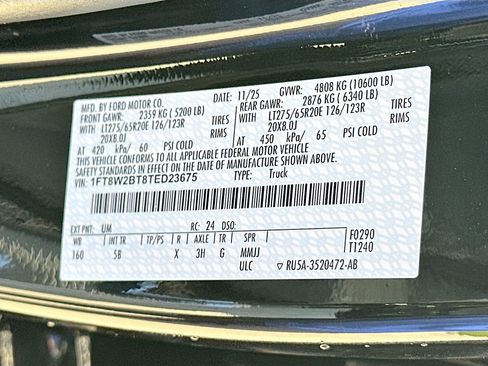 MFD. BY FORD MOTOR CO. DATE: 11/25 GVWR: 4808 KG (10600 LB)
FRONT GAWR: 2359 KG (5200 LB) REAR GAWR: 2876 KG (6340 LB)
WITH LT275/65R20E 126/123R TIRES WITH LT275/65R20E 126/123R TIRES
20X8.0J RIMS 20X8.0J RIMS
AT 420 kPa/ 60 PSI COLD AT 450 kPa/ 65 PSI COLD
THIS VEHICLE CONFORMS TO ALL APPLICABLE FEDERAL MOTOR VEHICLE
SAFETY STANDARDS IN EFFECT ON THE DATE OF MANUFACTURE SHOWN ABOVE.
VIN: 1FT8W2BT8TED23675 TYPE: Truck
EXT PNT: UM RC: 24 DSO: F0290
WB INT TR TP/PS R AXLE TR SPR T1240
160 5B X 3H G MMJJ
ULC RU5A-3520472-AB